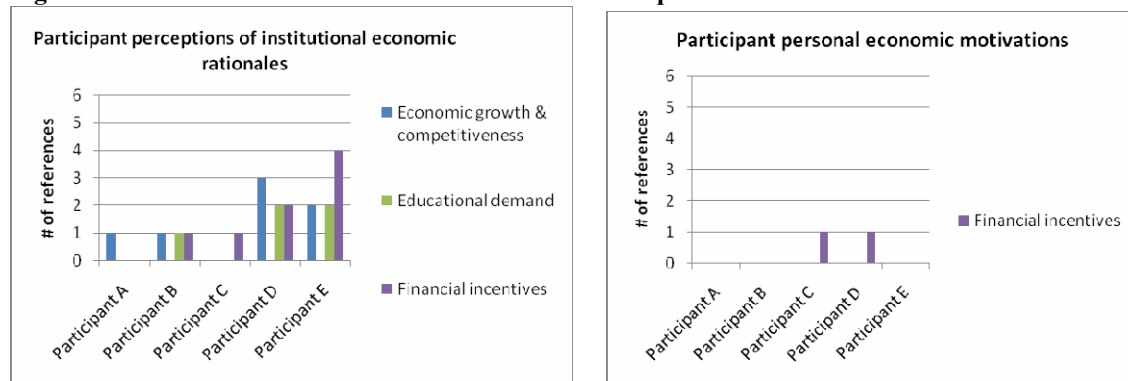 Participant perceptions of institutional economic
rationales
# of references
6
5
4
3
2
1
0
Participant A
Participant B
Participant C
Participant D
Participant E
Economic growth &
competitiveness
Educational demand
Financial incentives
Participant personal economic motivations
# of references
6
5
4
3
2
1
0
Participant A
Participant B
Participant C
Participant D
Participant E
Financial incentives